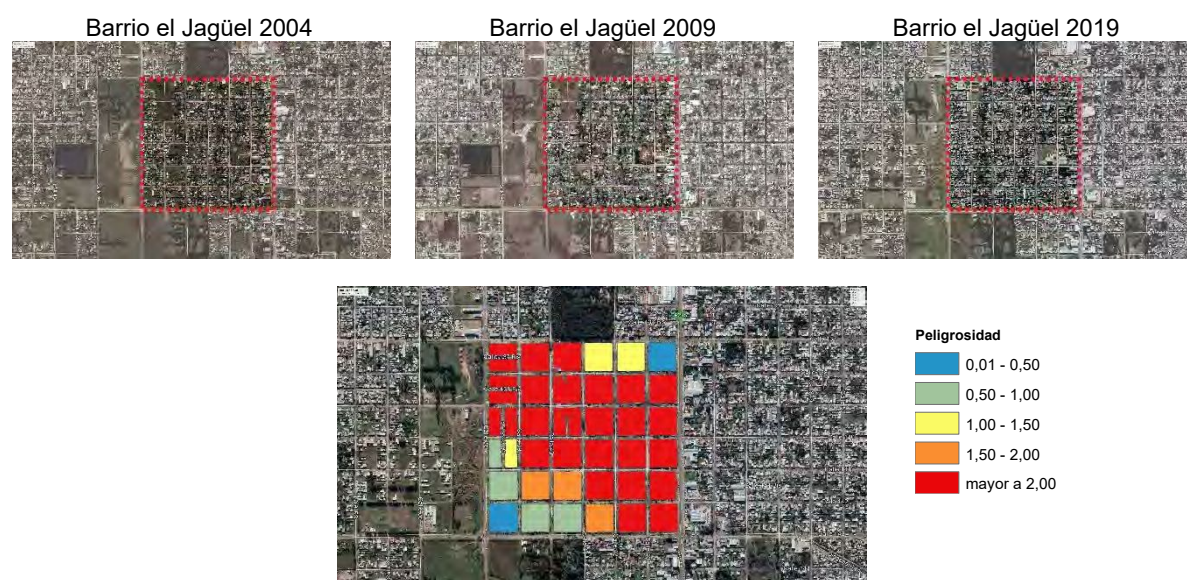 Barrio el Jagüel 2004
Barrio el Jagüel 2009
Barrio el Jagüel 2019
Peligrosidad
0,01 - 0,50
0,50 - 1,00
1,00 - 1,50
1,50 - 2,00
mayor a 2,00